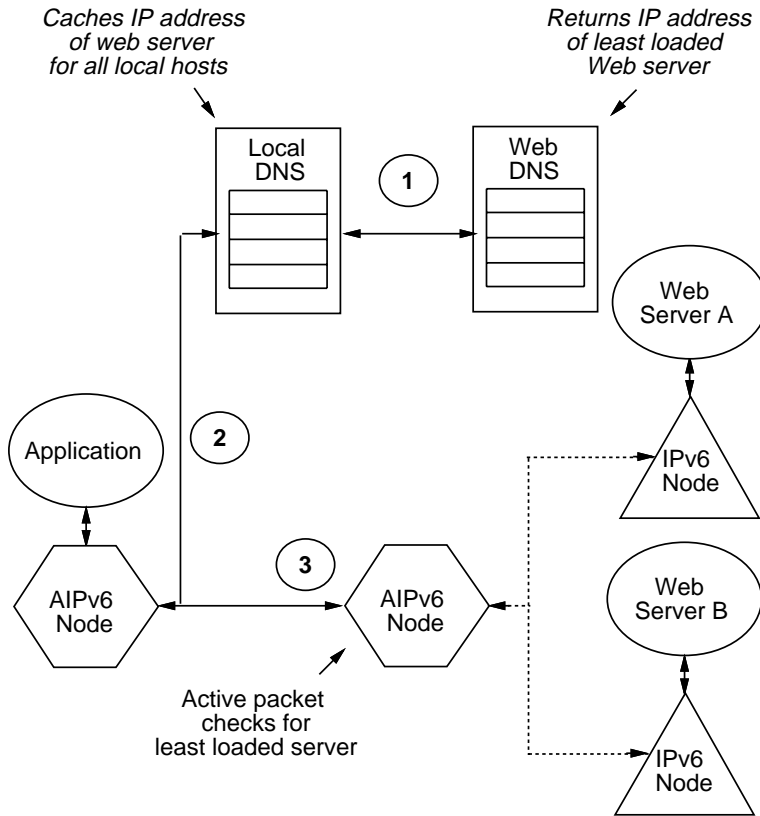 Caches IP address
of web server
for all local hosts
Returns IP address
of least loaded
Web server
Local
DNS
1
Web
DNS
Web
Server A
Application
2
IPv6
Node
3
AIPv6
Node
AIPv6
Node
Web
Server B
Active packet
checks for
least loaded server
IPv6
Node